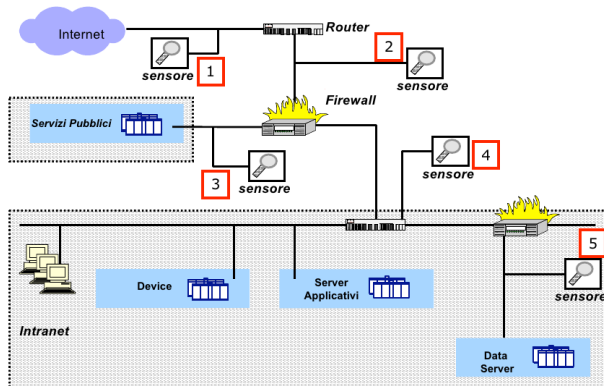 Internet
Router
1
sensore
2
sensore
Firewall
Servizi Pubblici
3
sensore
4
sensore
5
sensore
Device
Server
Applicativi
Intranet
Data
Server